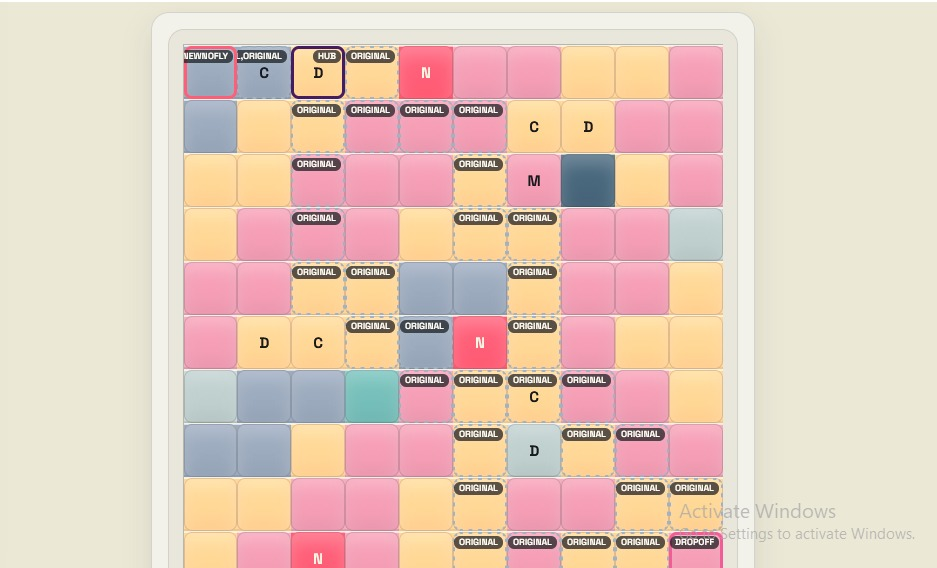 NEWNOFLY L,ORIGINAL HUB ORIGINAL
C D N
ORIGINAL ORIGINAL ORIGINAL ORIGINAL
C D
ORIGINAL ORIGINAL
M
ORIGINAL ORIGINAL ORIGINAL
ORIGINAL ORIGINAL ORIGINAL
ORIGINAL ORIGINAL ORIGINAL
D C N
ORIGINAL ORIGINAL ORIGINAL ORIGINAL
C
ORIGINAL ORIGINAL ORIGINAL
D
ORIGINAL ORIGINAL ORIGINAL
Activate Windows
Settings to activate Windows.
ORIGINAL ORIGINAL ORIGINAL ORIGINAL DROPOFF
N